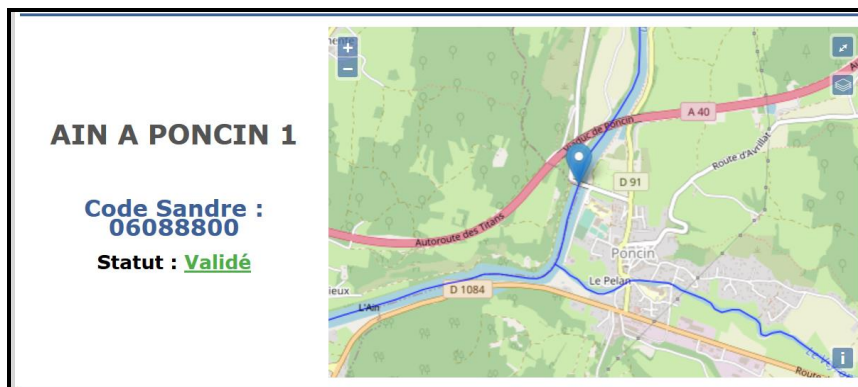 AIN A PONCIN 1
Code Sandre :
06088800
Statut : Validé
+
−
A 40
Viaduc de Poncin
Route d'Avrillat
D 91
Autoroute des Titans
Poncin
Le Pelan
ieux
D 1084
L'Ain
i